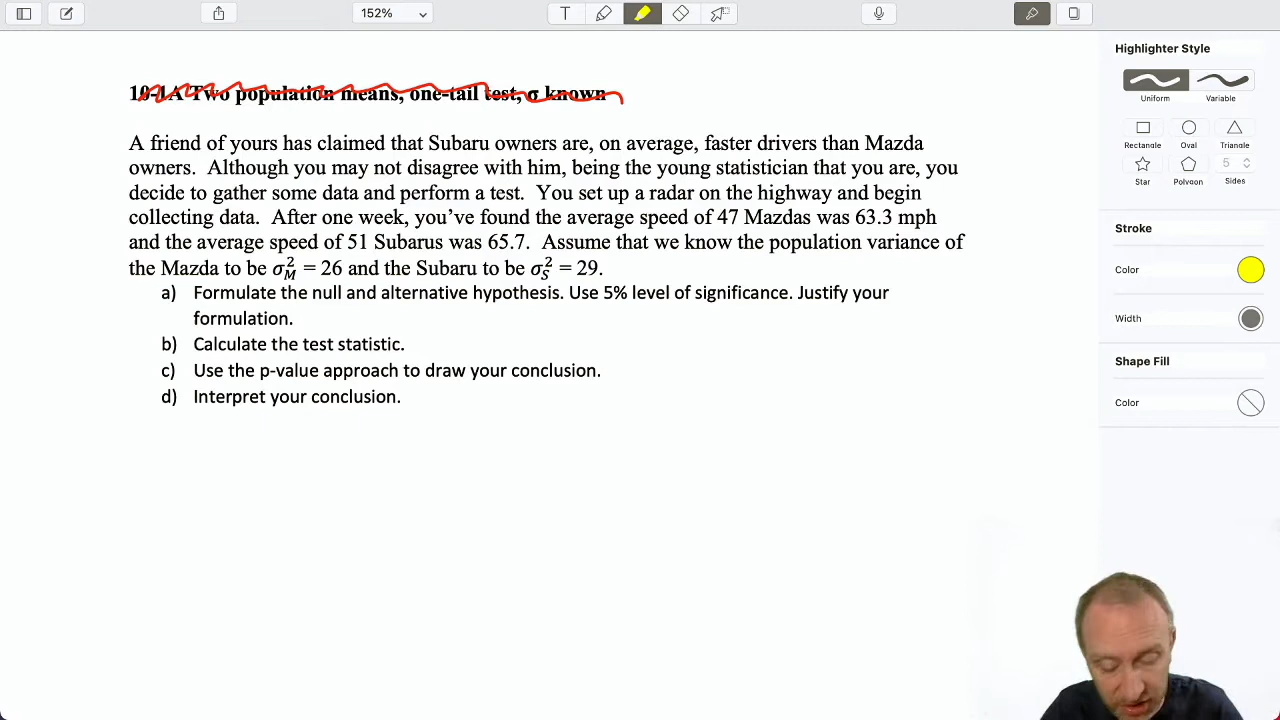 152%
T
Highlighter Style
Uniform
Variable
Rectangle
Oval
Triangle
5
Star
Polygon
Sides
Stroke
Color
Width
Shape Fill
Color
10-1A Two population means, one-tail test, σ known
A friend of yours has claimed that Subaru owners are, on average, faster drivers than Mazda
owners. Although you may not disagree with him, being the young statistician that you are, you
decide to gather some data and perform a test. You set up a radar on the highway and begin
collecting data. After one week, you’ve found the average speed of 47 Mazdas was 63.3 mph
and the average speed of 51 Subarus was 65.7. Assume that we know the population variance of
the Mazda to be σ²_M = 26 and the Subaru to be σ²_S = 29.
a) Formulate the null and alternative hypothesis. Use 5% level of significance. Justify your
formulation.
b) Calculate the test statistic.
c) Use the p-value approach to draw your conclusion.
d) Interpret your conclusion.